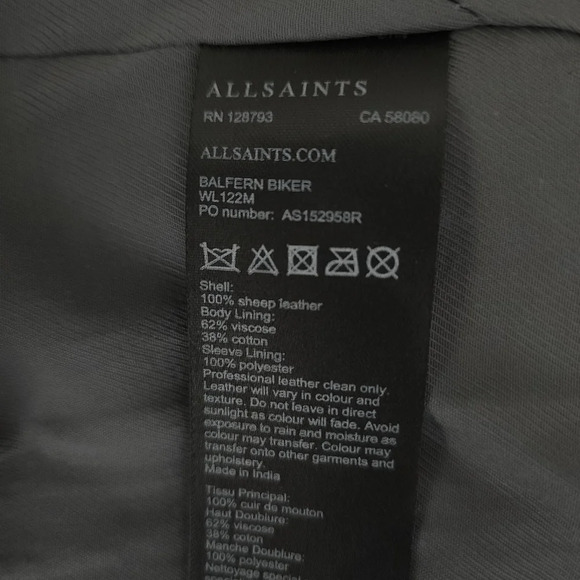 ALLSAINTS
RN 128793 CA 58080
ALLSAINTS.COM
BALFERN BIKER
WL122M
PO number: AS152958R
Shell:
100% sheep leather
Body Lining:
62% viscose
38% cotton
Sleeve Lining:
100% polyester
Professional leather clean only.
Leather will vary in colour and
texture. Do not leave in direct
sunlight as colour will fade. Avoid
exposure to rain and moisture as
colour may transfer. Colour may
transfer onto other garments and
upholstery.
Made in India
Tissu Principal:
100% cuir de mouton
Haut Doublure:
62% viscose
38% coton
Manche Doublure:
100% polyester
Nettoyage special